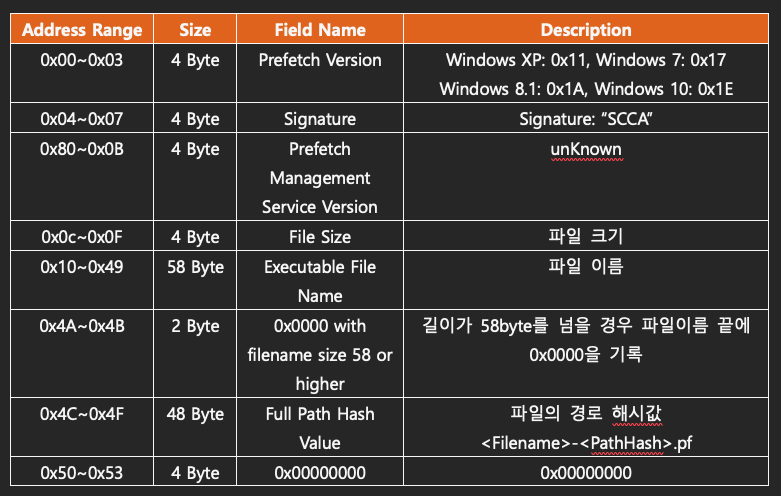 Address Range Size Field Name Description
0x00~0x03 4 Byte Prefetch Version Windows XP: 0x11, Windows 7: 0x17
Windows 8.1: 0x1A, Windows 10: 0x1E
0x04~0x07 4 Byte Signature Signature: “SCCA”
0x80~0x0B 4 Byte Prefetch unKnown
Management
Service Version
0x0c~0x0F 4 Byte File Size 파일 크기
0x10~0x49 58 Byte Executable File 파일 이름
Name
0x4A~0x4B 2 Byte 0x0000 with 길이가 58byte를 넘을 경우 파일이름 끝에
filename size 58 or 0x0000을 기록
higher
0x4C~0x4F 48 Byte Full Path Hash 파일의 경로 해시값
Value <Filename>-<PathHash>.pf
0x50~0x53 4 Byte 0x00000000 0x00000000